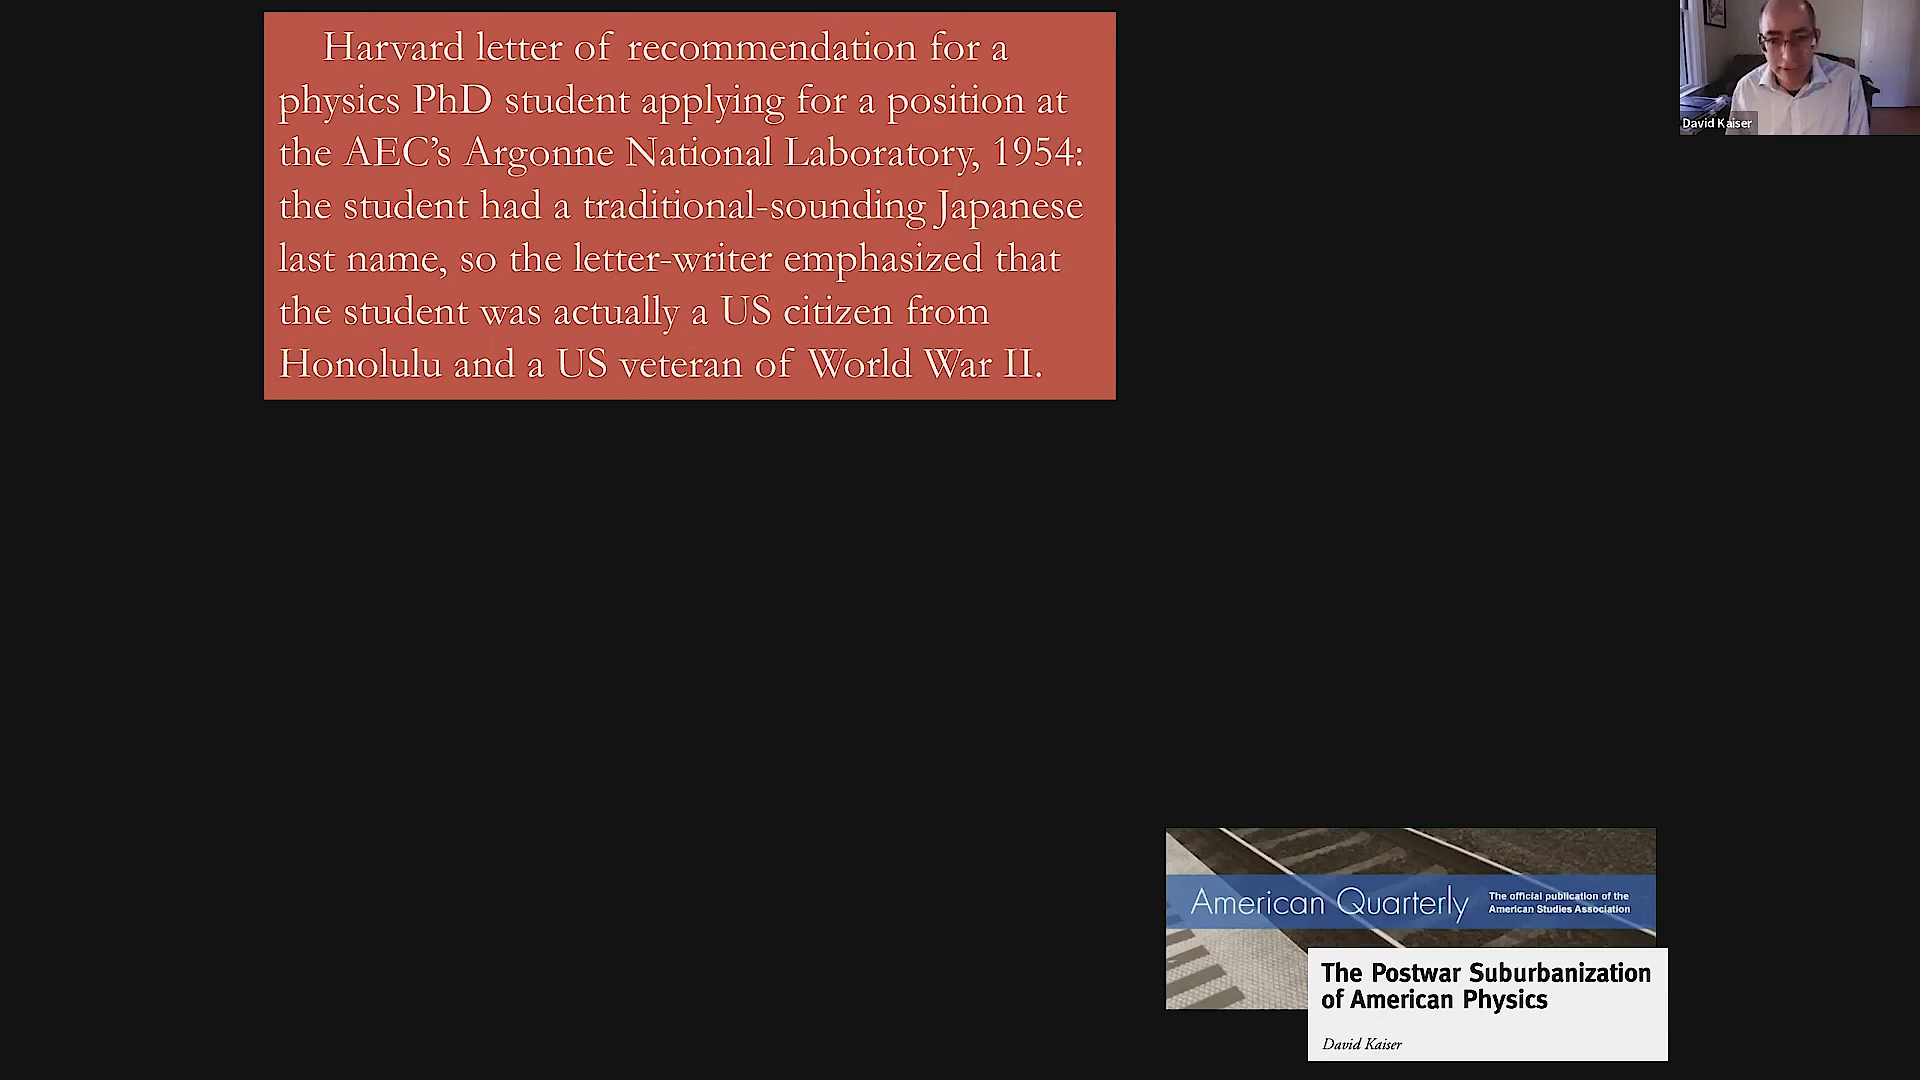 Harvard letter of recommendation for a
physics PhD student applying for a position at
the AEC’s Argonne National Laboratory, 1954:
the student had a traditional-sounding Japanese
last name, so the letter-writer emphasized that
the student was actually a US citizen from
Honolulu and a US veteran of World War II.
David Kaiser
American Quarterly
The official publication of the
American Studies Association
The Postwar Suburbanization
of American Physics
David Kaiser